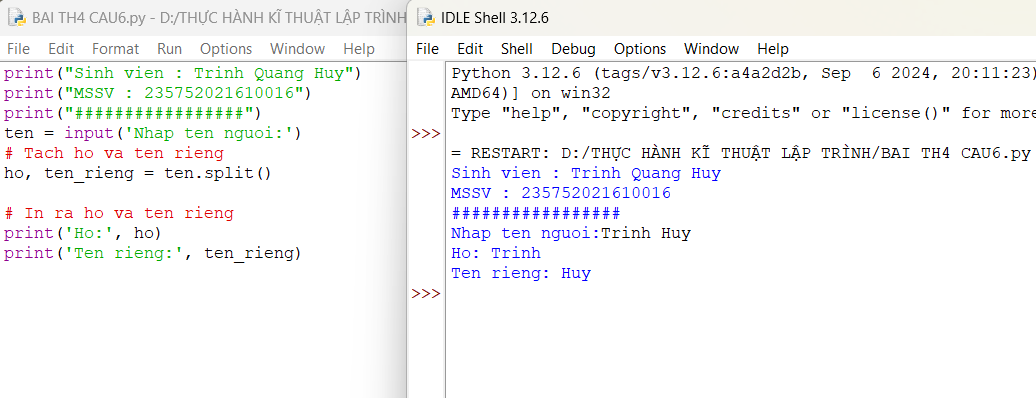 BAI TH4 CAU6.py - D:/THỰC HÀNH KĨ THUẬT LẬP TRÌNH
File Edit Format Run Options Window Help
print("Sinh vien : Trinh Quang Huy")
print("MSSV : 235752021610016")
print("#################")
ten = input('Nhap ten nguoi:')
# Tach ho va ten rieng
ho, ten_rieng = ten.split()
# In ra ho va ten rieng
print('Ho:', ho)
print('Ten rieng:', ten_rieng)
IDLE Shell 3.12.6
File Edit Shell Debug Options Window Help
Python 3.12.6 (tags/v3.12.6:a4a2d2b, Sep  6 2024, 20:11:23)
AMD64)] on win32
Type "help", "copyright", "credits" or "license()" for more
>>>
= RESTART: D:/THỰC HÀNH KĨ THUẬT LẬP TRÌNH/BAI TH4 CAU6.py
Sinh vien : Trinh Quang Huy
MSSV : 235752021610016
#################
Nhap ten nguoi:Trinh Huy
Ho: Trinh
Ten rieng: Huy
>>>